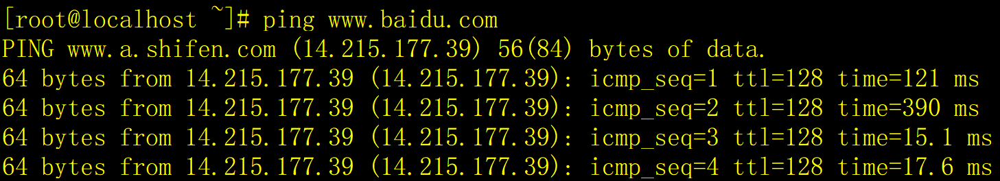 [root@localhost ~]# ping www.baidu.com
PING www.a.shifen.com (14.215.177.39) 56(84) bytes of data.
64 bytes from 14.215.177.39 (14.215.177.39): icmp_seq=1 ttl=128 time=121 ms
64 bytes from 14.215.177.39 (14.215.177.39): icmp_seq=2 ttl=128 time=390 ms
64 bytes from 14.215.177.39 (14.215.177.39): icmp_seq=3 ttl=128 time=15.1 ms
64 bytes from 14.215.177.39 (14.215.177.39): icmp_seq=4 ttl=128 time=17.6 ms